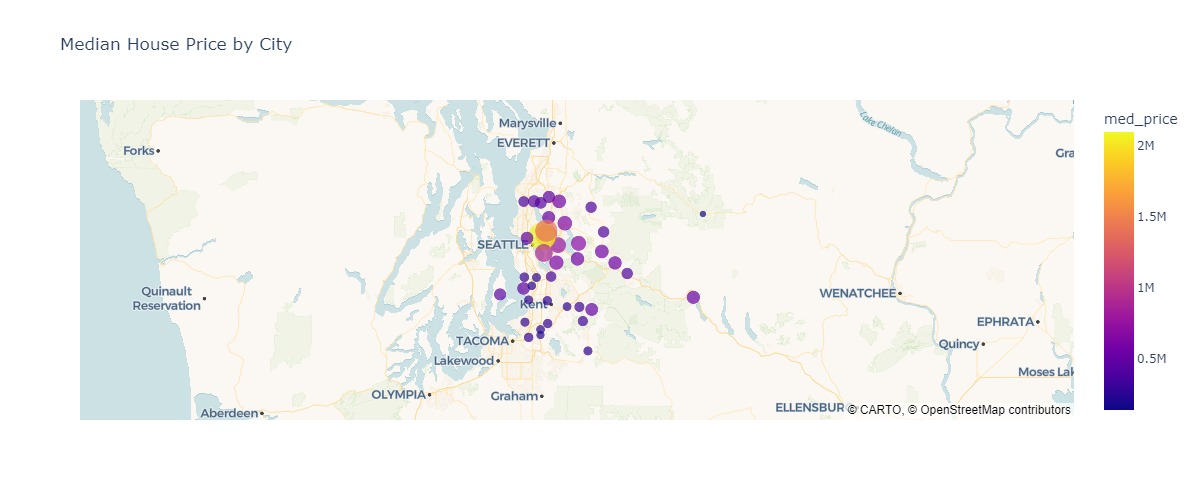 Median House Price by City
med_price
Marysville
EVERETT
Lake Chelan
Forks
Gra
2M
1.5M
SEATTLE
1M
Quinault
Reservation
Kent
WENATCHEE
EPHRATA
TACOMA
Quincy
0.5M
Lakewood
Moses Lak
OLYMPIA
Graham
Aberdeen
ELLENSBUR
© CARTO, © OpenStreetMap contributors